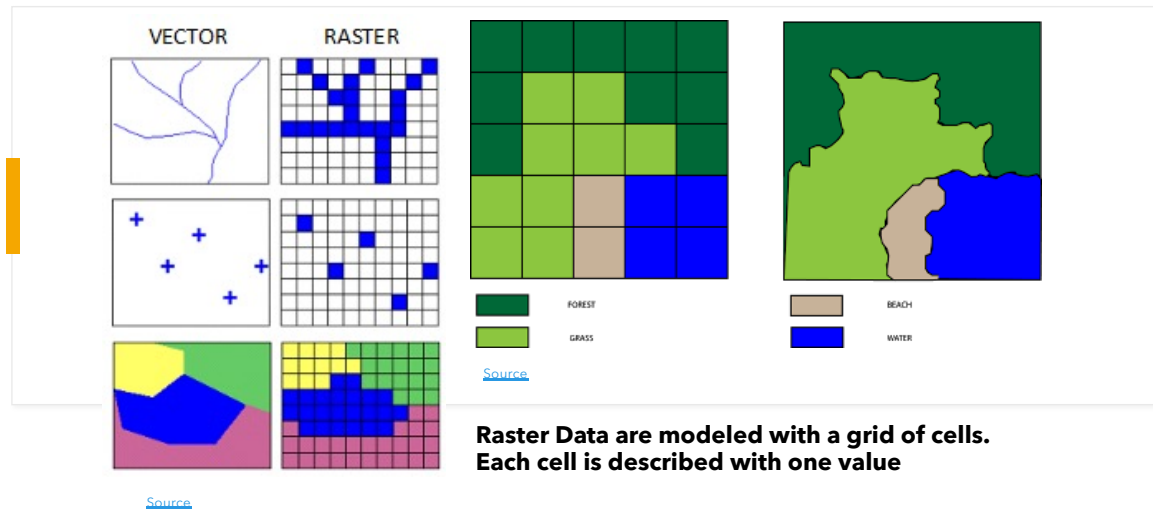 VECTOR
RASTER
FOREST
GRASS
BEACH
WATER
Source
Raster Data are modeled with a grid of cells.
Each cell is described with one value
Source